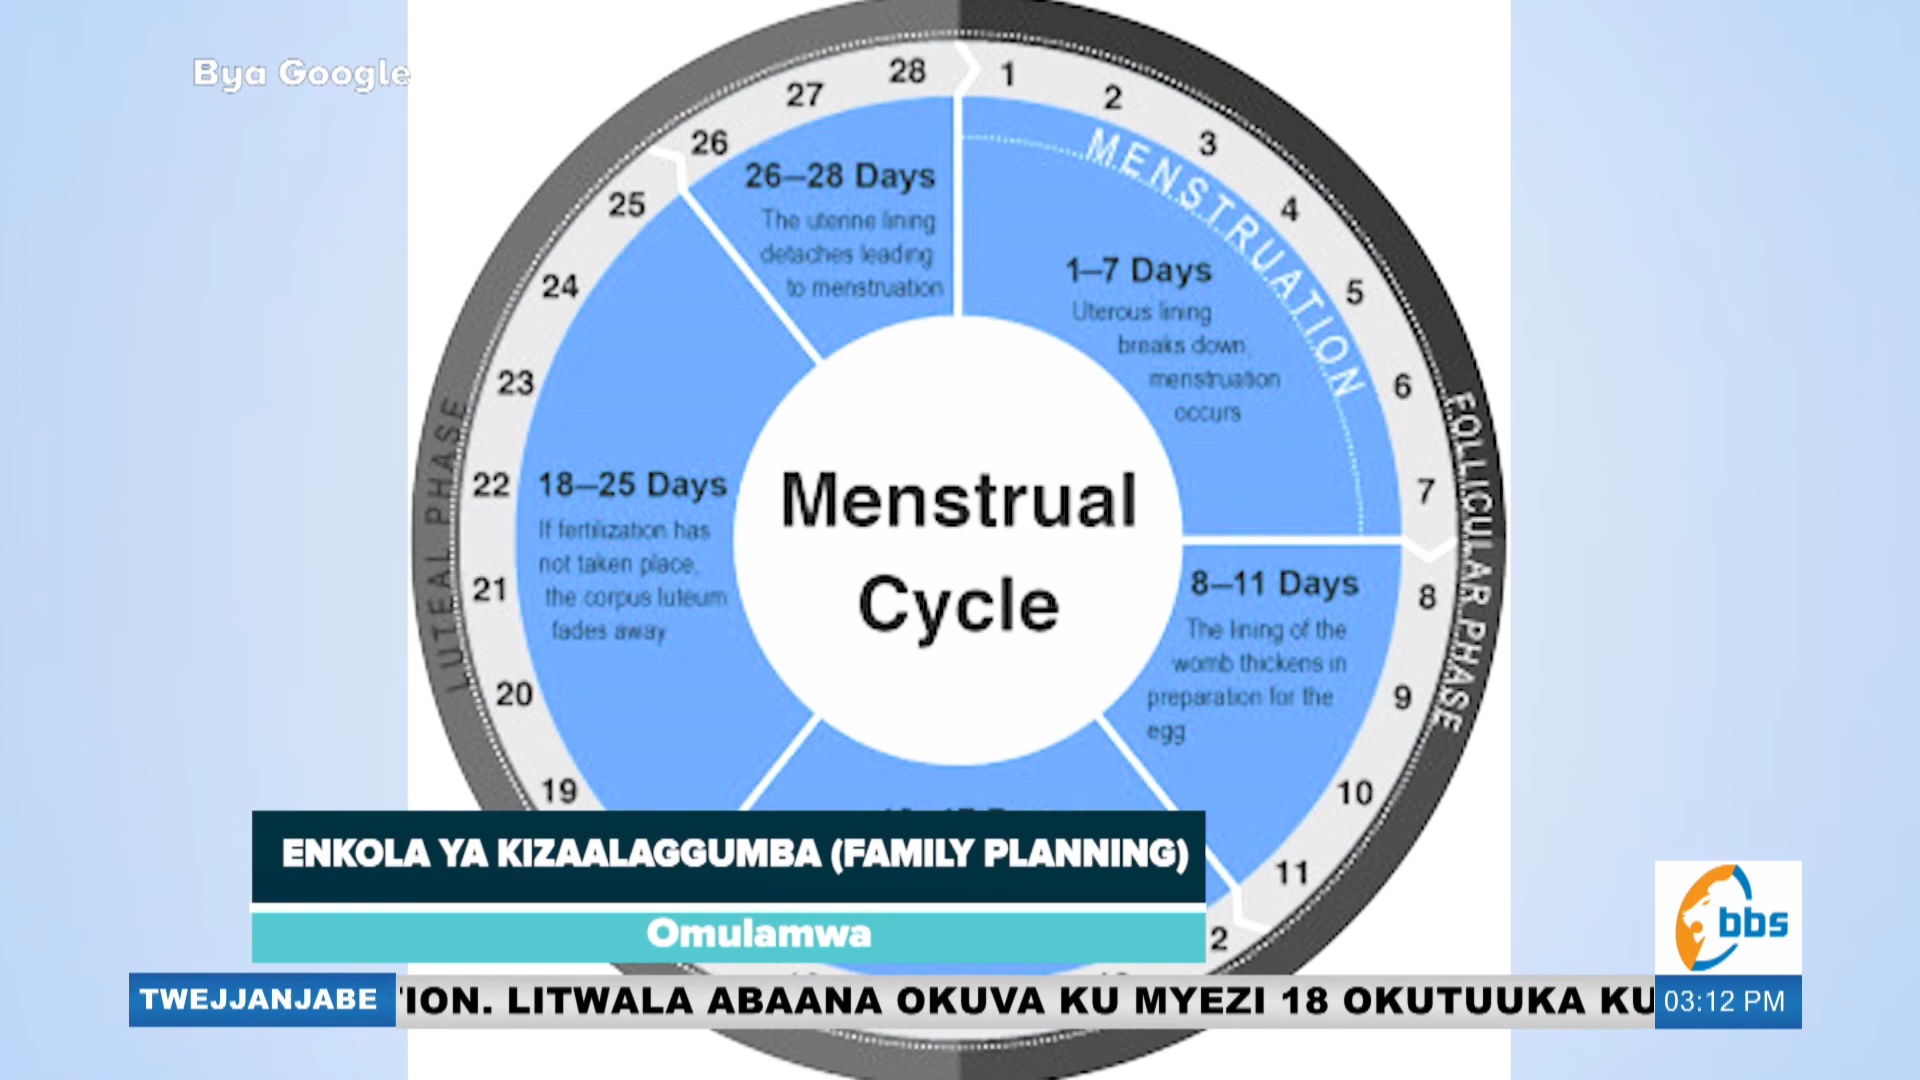 Bya Google
28
1
27
2
26
3
25
4
24
5
23
6
22
7
21
8
20
9
19
10
11
2
MENSTRUATION
FOLLICULAR PHASE
LUTEAL PHASE
26–28 Days
The uterine lining
detaches leading
to menstruation
1–7 Days
Uterous lining
breaks down,
menstruation
occurs
18–25 Days
If fertilization has
not taken place,
the corpus luteum
fades away
Menstrual
Cycle
8–11 Days
The lining of the
womb thickens in
preparation for the
egg
ENKOLA YA KIZAALAGGUMBA (FAMILY PLANNING)
Omulamwa
bbs
TWEJJANJABE
'ION. LITWALA ABAANA OKUVA KU MYEZI 18 OKUTUUKA KU
03:12 PM